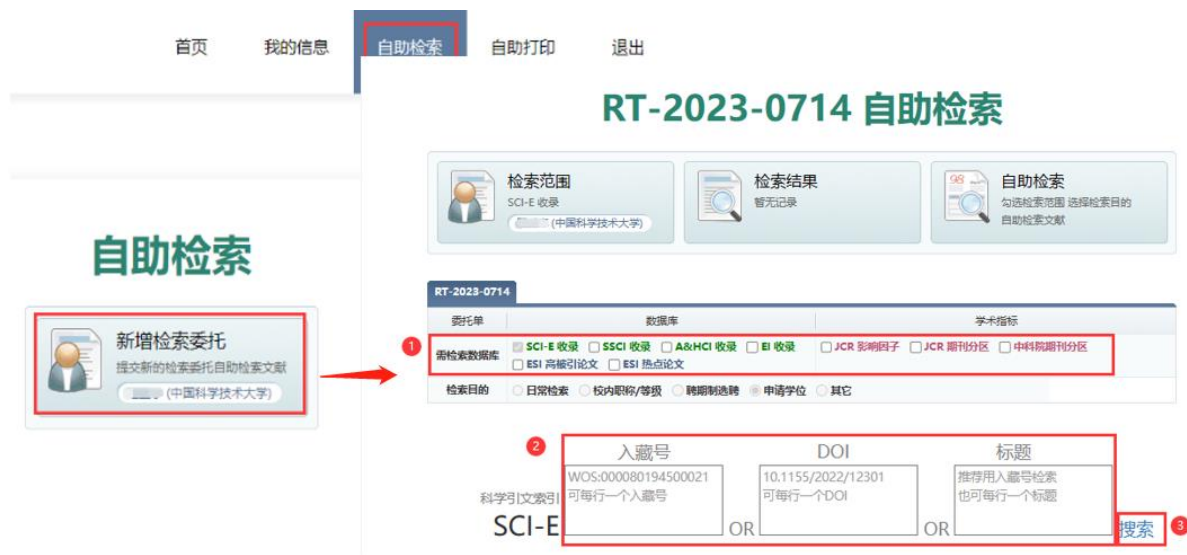 首页 我的信息 自助检索 自助打印 退出
自助检索
新增检索委托
提交新的检索委托自助检索文献
(中国科学技术大学)
RT-2023-0714 自助检索
检索范围
SCI-E 收录
(中国科学技术大学)
检索结果
暂无记录
98
自助检索
勾选检索范围 选择检索目的
自助检索文献
RT-2023-0714
委托单 数据库 学术指标
1
需检索数据库 SCI-E 收录 SSCI 收录 A&HCI 收录 EI 收录 JCR 影响因子 JCR 期刊分区 中科院期刊分区
ESI 高被引论文 ESI 热点论文
检索目的 日常检索 校内职称/等级 聘期制选聘 申请学位 其它
2
入藏号 DOI 标题
WOS:000080194500021 10.1155/2022/12301 推荐用入藏号检索
科学引文索引 可每行一个入藏号 可每行一个DOI 也可每行一个标题
SCI-E OR OR 搜索 3